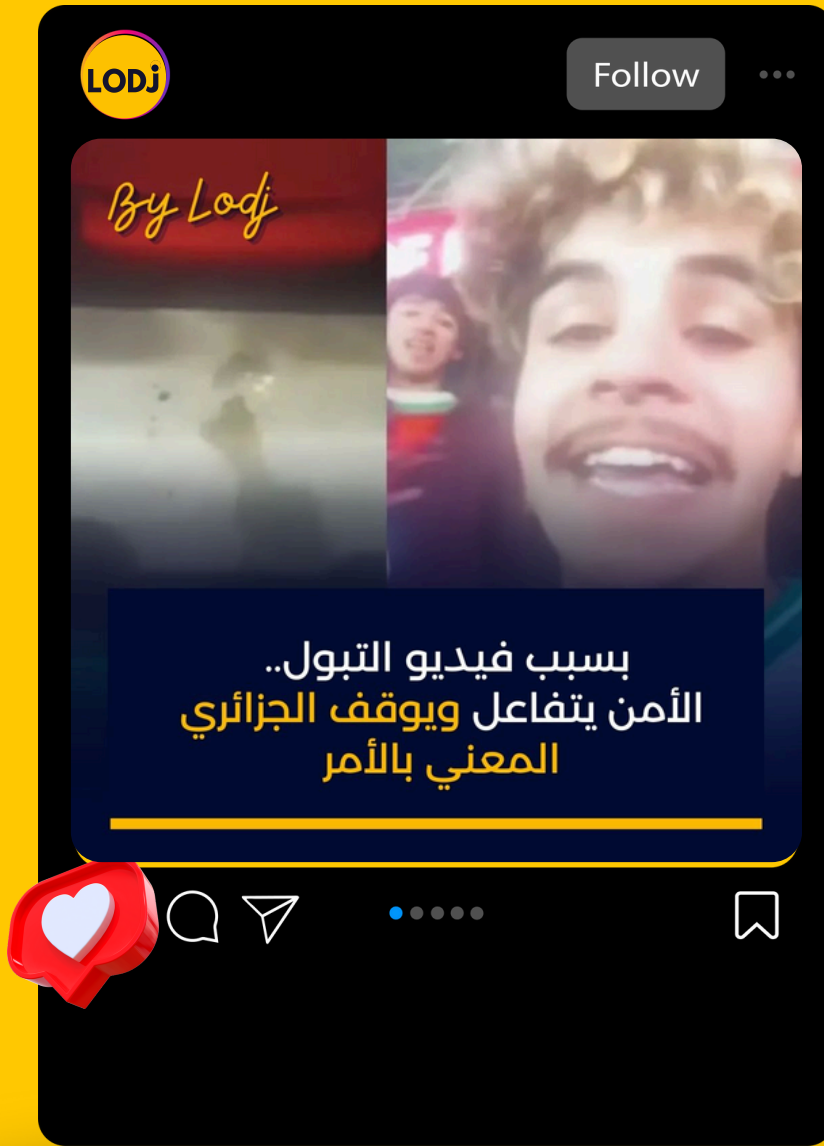 LODj
Follow
By Lodj
بسبب فيديو التبول..
الأمن يتفاعل ويوقف الجزائري
المعني بالأمر